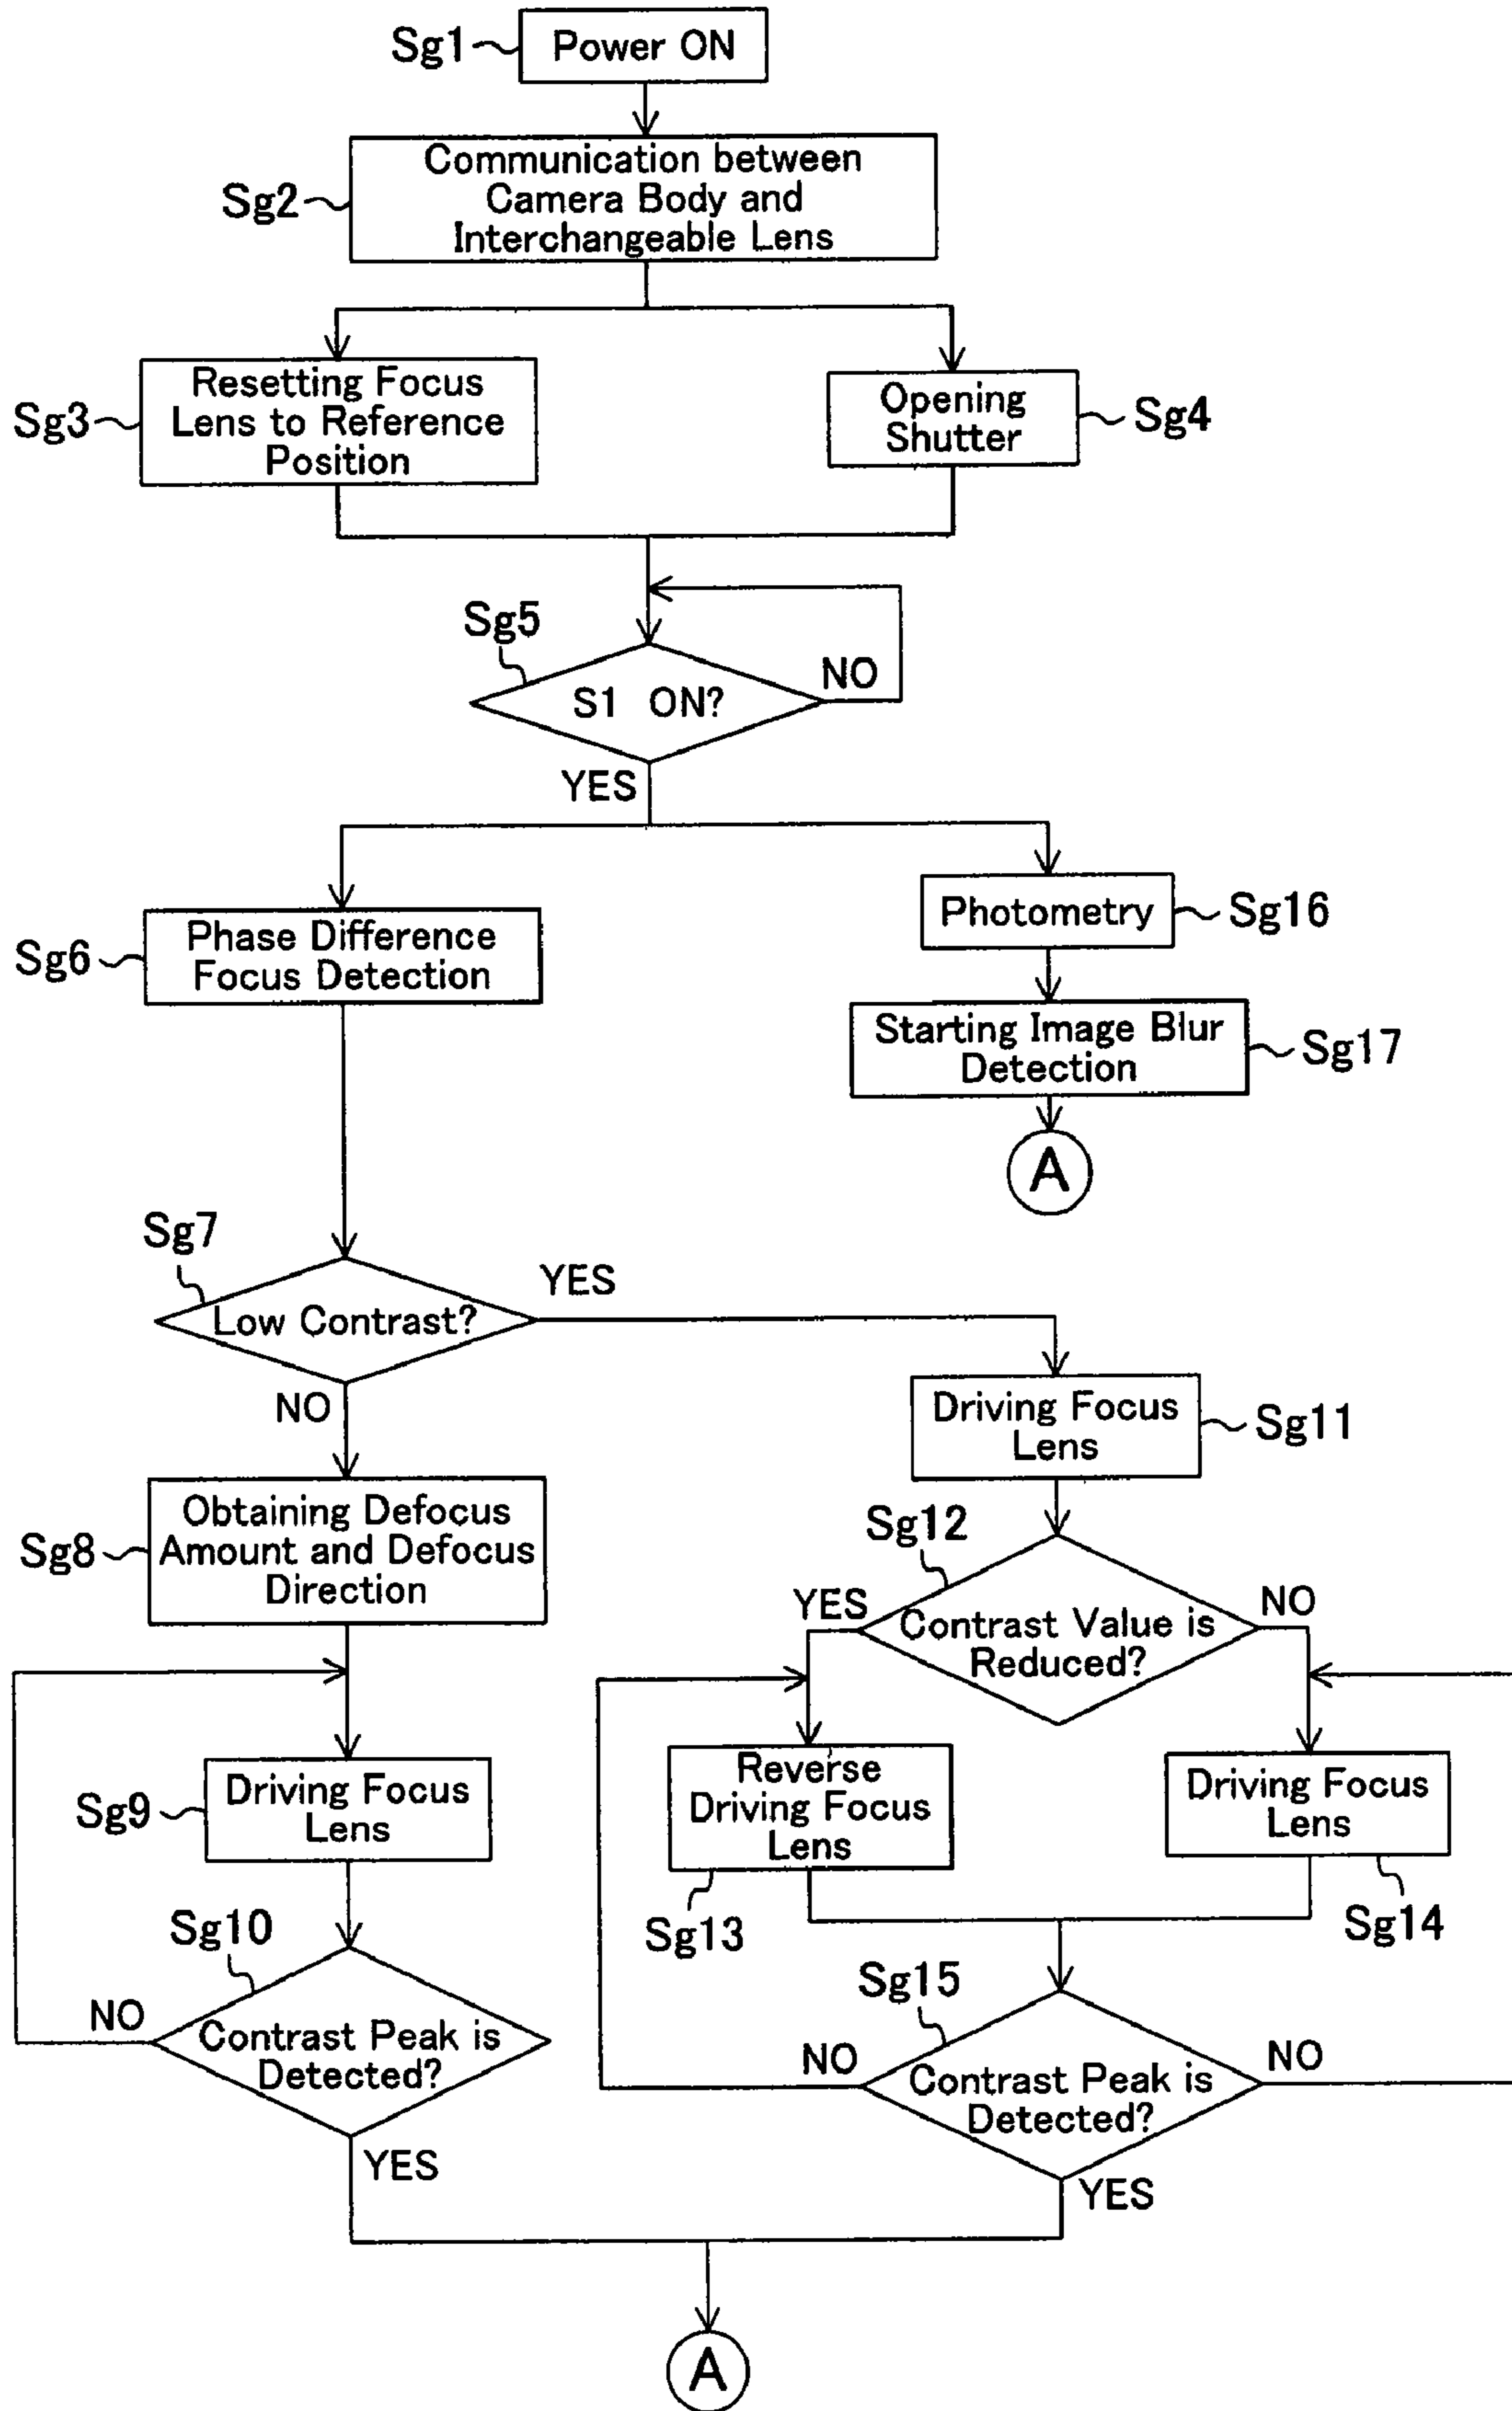 Sg1
Power ON
Sg2
Communication between
Camera Body and
Interchangeable Lens
Sg3
Resetting Focus
Lens to Reference
Position
Opening
Shutter
Sg4
Sg5
S1 ON?
NO
YES
Sg6
Phase Difference
Focus Detection
Photometry
Sg16
Starting Image Blur
Detection
Sg17
A
Sg7
Low Contrast?
YES
NO
Driving Focus
Lens
Sg11
Sg8
Obtaining Defocus
Amount and Defocus
Direction
Sg12
YES
Contrast Value is
Reduced?
NO
Sg9
Driving Focus
Lens
Reverse
Driving Focus
Lens
Sg13
Driving Focus
Lens
Sg14
Sg10
NO
Contrast Peak is
Detected?
YES
Sg15
NO
Contrast Peak is
Detected?
NO
YES
A